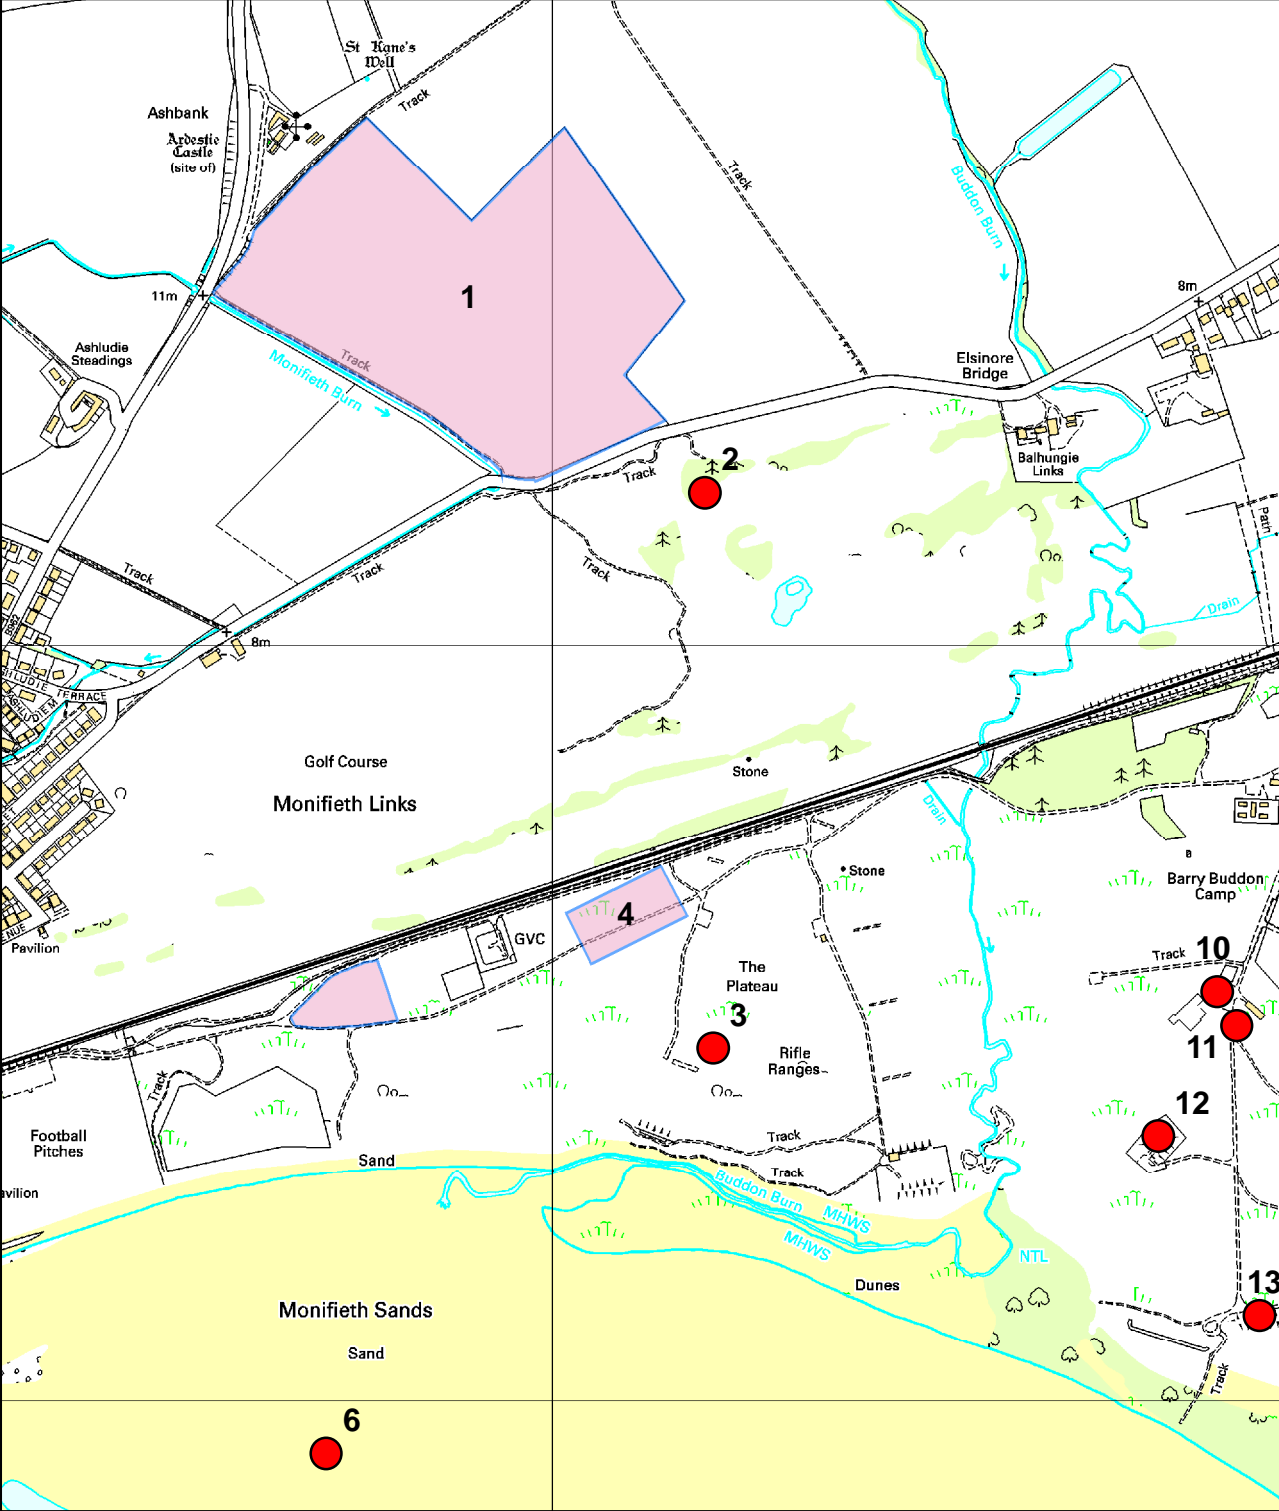 St Kane's
Well
Track
Ashbank
Ardestie
Castle
(site of)
Track
Buddon Burn
1
11m
8m
Ashludie
Steadings
Track
Monifieth Burn
Elsinore
Bridge
2
Balhungie
Links
Track
Path
Track
Track
Track
Drain
B962
8m
ASHLUDIE TERRACE
Golf Course
Stone
Monifieth Links
Drain
Stone
Barry Buddon
Camp
4
Pavilion
GVC
Track
10
The
Plateau
3
11
Rifle
Ranges
Track
12
Football
Pitches
Track
Sand
Track
Buddon Burn
MHWS
MHWS
NTL
Dunes
13
Monifieth Sands
Sand
Track
6